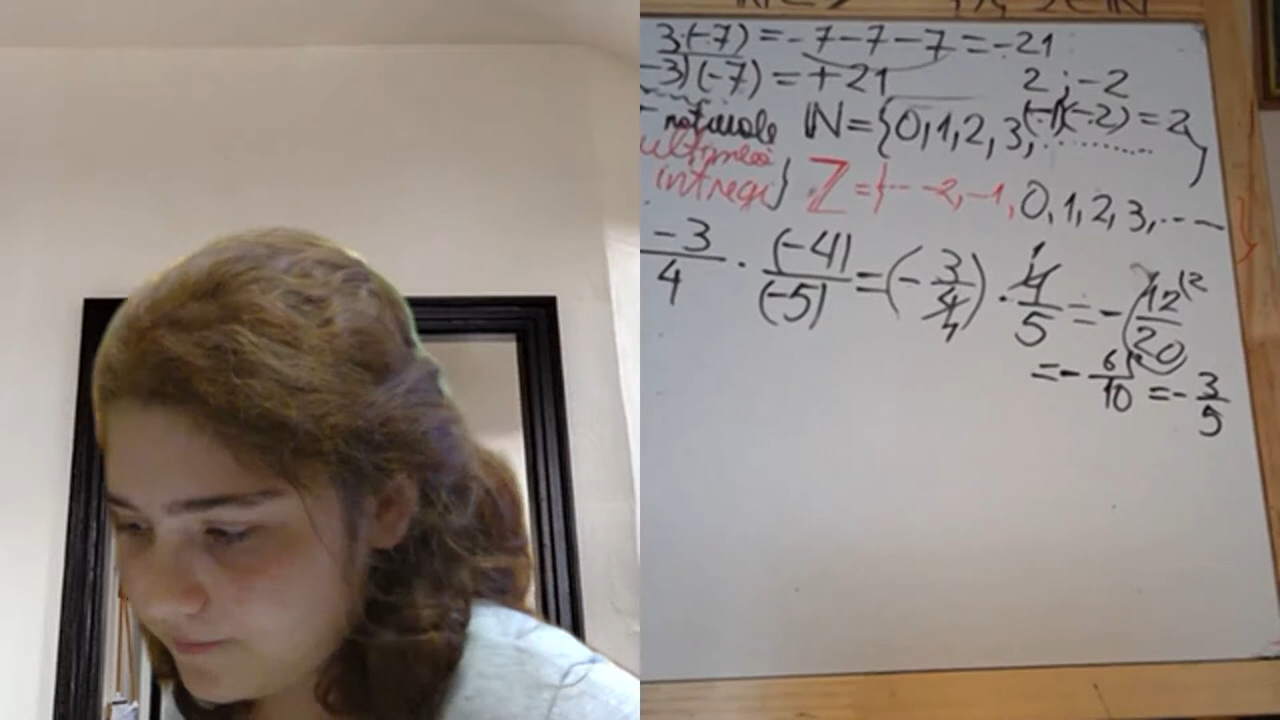 3·(-7) = -7-7-7 = -21
-3)(-7) = +21
2 ; -2
naturale ℕ = {0, 1, 2, 3, ........ }
(-1)(-2) = 2
intregi } ℤ = {... -2, -1, 0, 1, 2, 3, ... }
-3/4 · (-4)/(-5) = (-3/4) · 4/5 = -(12/20
= -6/10 = -3/5